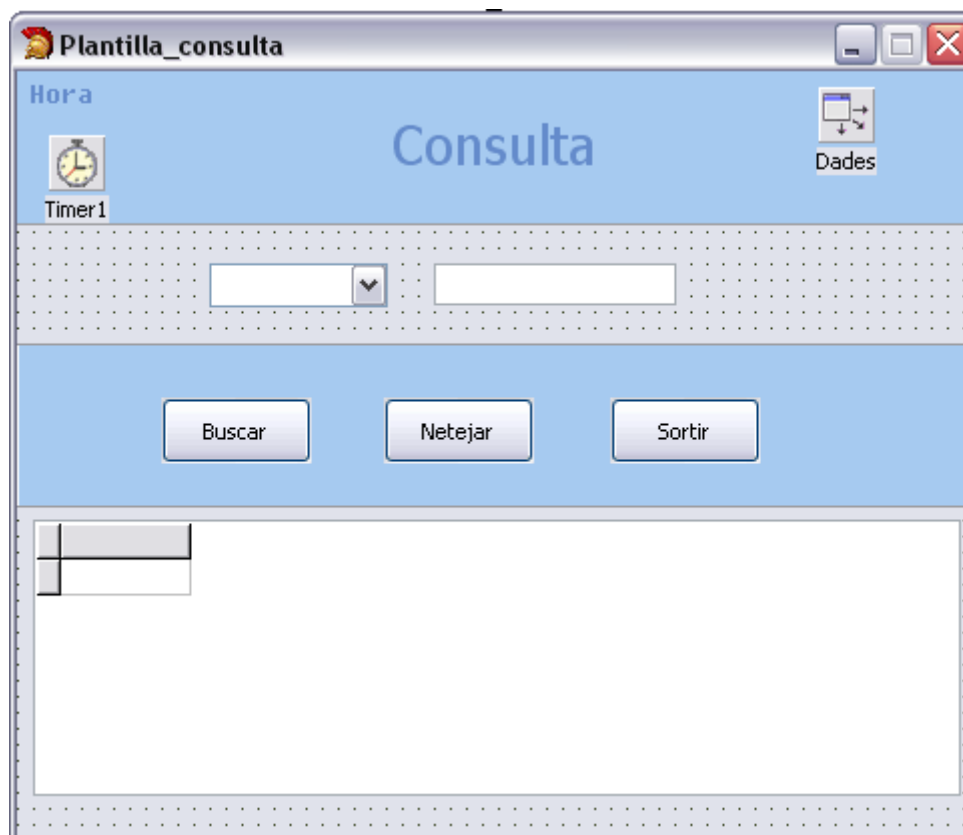 Plantilla_consulta
Hora
Consulta
Dades
Timer1
Buscar Netejar Sortir